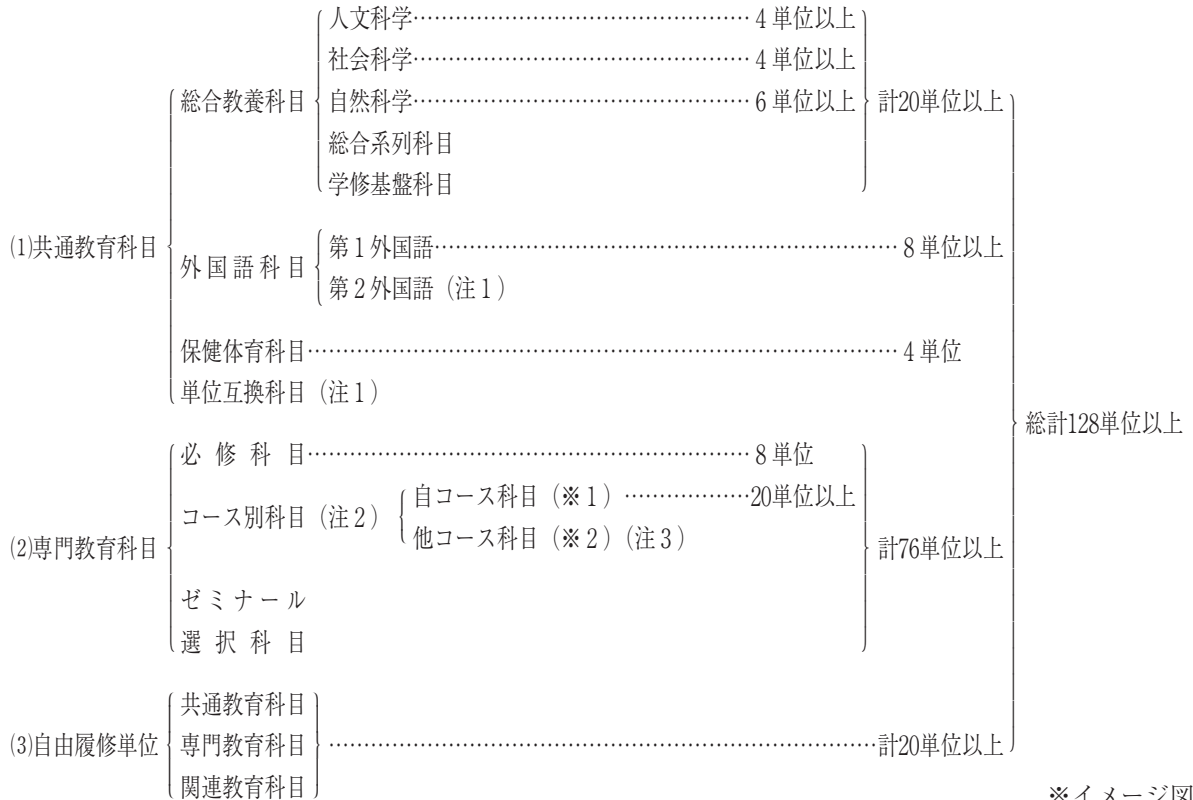 人文科学……………………………………… 4 単位以上
社会科学……………………………………… 4 単位以上
総合教養科目 自然科学……………………………………… 6 単位以上 計20単位以上
総合系列科目
学修基盤科目
⑴共通教育科目 第１外国語…………………………………………………… 8 単位以上
外国語科目
第２外国語（注１）
保健体育科目…………………………………………………………………… 4 単位
単位互換科目（注１）
総計128単位以上
必修科目…………………………………………………… 8 単位
自コース科目（※１）………………20単位以上
コース別科目（注２）
他コース科目（※２）（注３）
⑵専門教育科目 計76単位以上
ゼミナール
選択科目
共通教育科目
⑶自由履修単位 専門教育科目 ………………………………………………………………計20単位以上
関連教育科目
※イメージ図